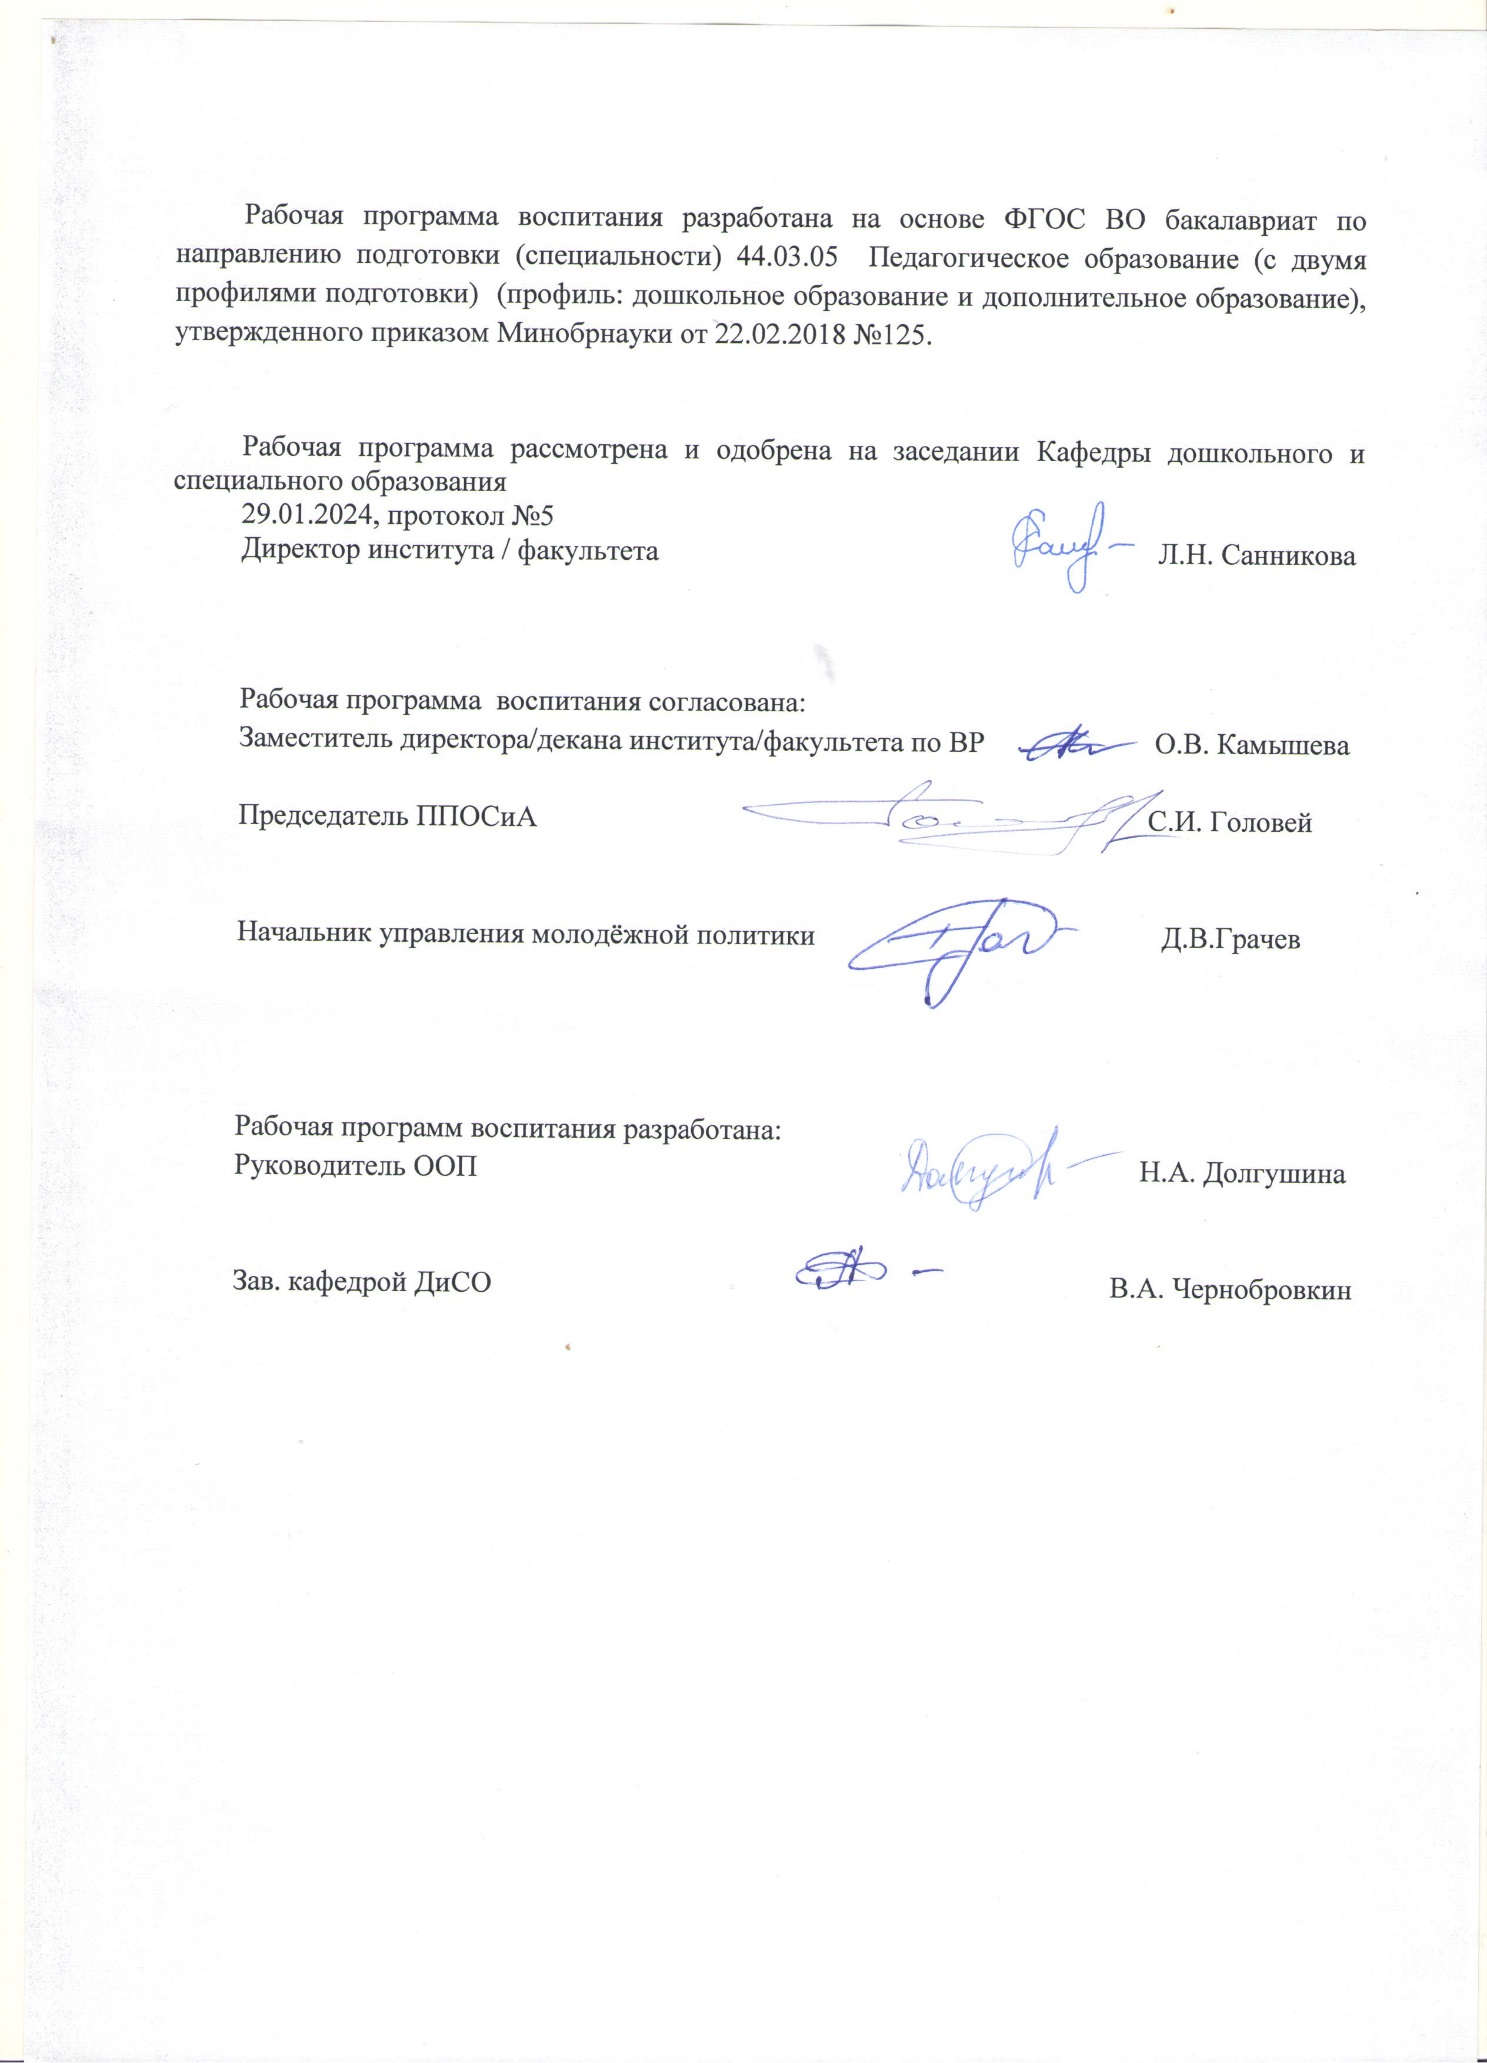 Рабочая программа воспитания разработана на основе ФГОС ВО бакалавриат по
направлению подготовки (специальности) 44.03.05 Педагогическое образование (с двумя
профилями подготовки) (профиль: дошкольное образование и дополнительное образование),
утвержденного приказом Минобрнауки от 22.02.2018 №125.
Рабочая программа рассмотрена и одобрена на заседании Кафедры дошкольного и
специального образования
29.01.2024, протокол №5
Директор института / факультета Л.Н. Санникова
Рабочая программа воспитания согласована:
Заместитель директора/декана института/факультета по ВР О.В. Камышева
Председатель ППОСиА С.И. Головей
Начальник управления молодёжной политики Д.В.Грачев
Рабочая программ воспитания разработана:
Руководитель ООП Н.А. Долгушина
Зав. кафедрой ДиСО В.А. Чернобровкин